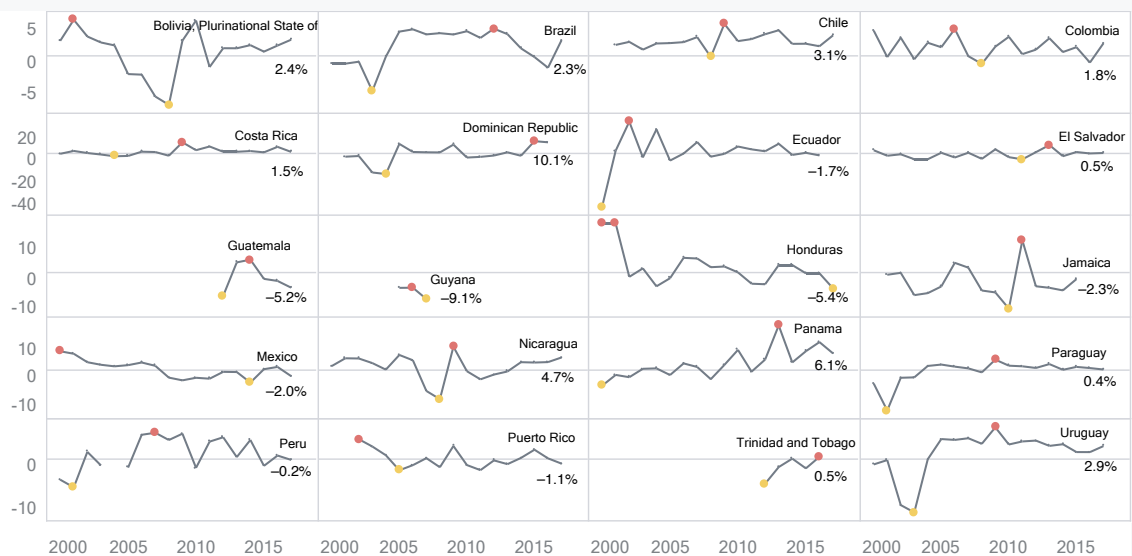 5
0
-5
Bolivia, Plurinational State of
2.4%
Brazil
2.3%
Chile
3.1%
Colombia
1.8%
20
0
-20
-40
Costa Rica
1.5%
Dominican Republic
10.1%
Ecuador
−1.7%
El Salvador
0.5%
10
0
-10
Guatemala
−5.2%
Guyana
−9.1%
Honduras
−5.4%
Jamaica
−2.3%
10
0
-10
Mexico
−2.0%
Nicaragua
4.7%
Panama
6.1%
Paraguay
0.4%
0
-10
Peru
−0.2%
Puerto Rico
−1.1%
Trinidad and Tobago
0.5%
Uruguay
2.9%
2000 2005 2010 2015 2000 2005 2010 2015 2000 2005 2010 2015 2000 2005 2010 2015